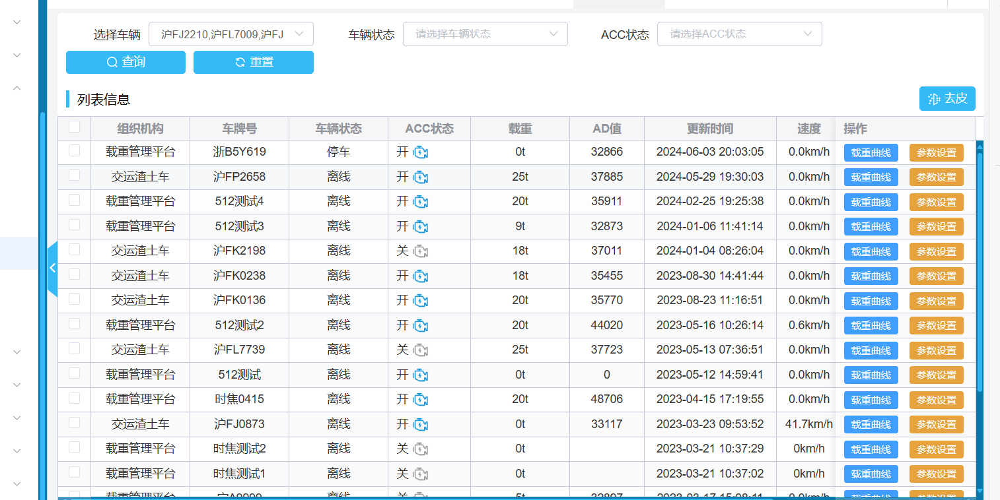 选择车辆 沪FJ2210,沪FL7009,沪FJ 车辆状态 请选择车辆状态 ACC状态 请选择ACC状态
查询 重置
列表信息 去皮
组织机构 车牌号 车辆状态 ACC状态 载重 AD值 更新时间 速度 操作
载重管理平台 浙B5Y619 停车 开 0t 32866 2024-06-03 20:03:05 0.0km/h 载重曲线 参数设置
交运渣土车 沪FP2658 离线 开 25t 37885 2024-05-29 19:30:03 0.0km/h 载重曲线 参数设置
载重管理平台 512测试4 离线 开 20t 35911 2024-02-25 19:25:38 0.0km/h 载重曲线 参数设置
载重管理平台 512测试3 离线 开 9t 32873 2024-01-06 11:41:14 0.0km/h 载重曲线 参数设置
交运渣土车 沪FK2198 离线 关 18t 37011 2024-01-04 08:26:04 0.0km/h 载重曲线 参数设置
交运渣土车 沪FK0238 离线 开 18t 35455 2023-08-30 14:41:44 0.0km/h 载重曲线 参数设置
交运渣土车 沪FK0136 离线 开 20t 35770 2023-08-23 11:16:51 0.0km/h 载重曲线 参数设置
载重管理平台 512测试2 离线 开 20t 44020 2023-05-16 10:26:14 0.6km/h 载重曲线 参数设置
交运渣土车 沪FL7739 离线 关 25t 37723 2023-05-13 07:36:51 0.0km/h 载重曲线 参数设置
载重管理平台 512测试 离线 开 0t 0 2023-05-12 14:59:41 0.0km/h 载重曲线 参数设置
载重管理平台 时焦0415 离线 开 20t 48706 2023-04-15 17:19:55 0.0km/h 载重曲线 参数设置
交运渣土车 沪FJ0873 离线 开 0t 33117 2023-03-23 09:53:52 41.7km/h 载重曲线 参数设置
载重管理平台 时焦测试2 离线 关 0t 2023-03-21 10:37:29 0km/h 载重曲线 参数设置
载重管理平台 时焦测试1 离线 关 0t 2023-03-21 10:37:02 0km/h 载重曲线 参数设置
载重管理平台 离线 关 5t 0.0km/h 载重曲线 参数设置